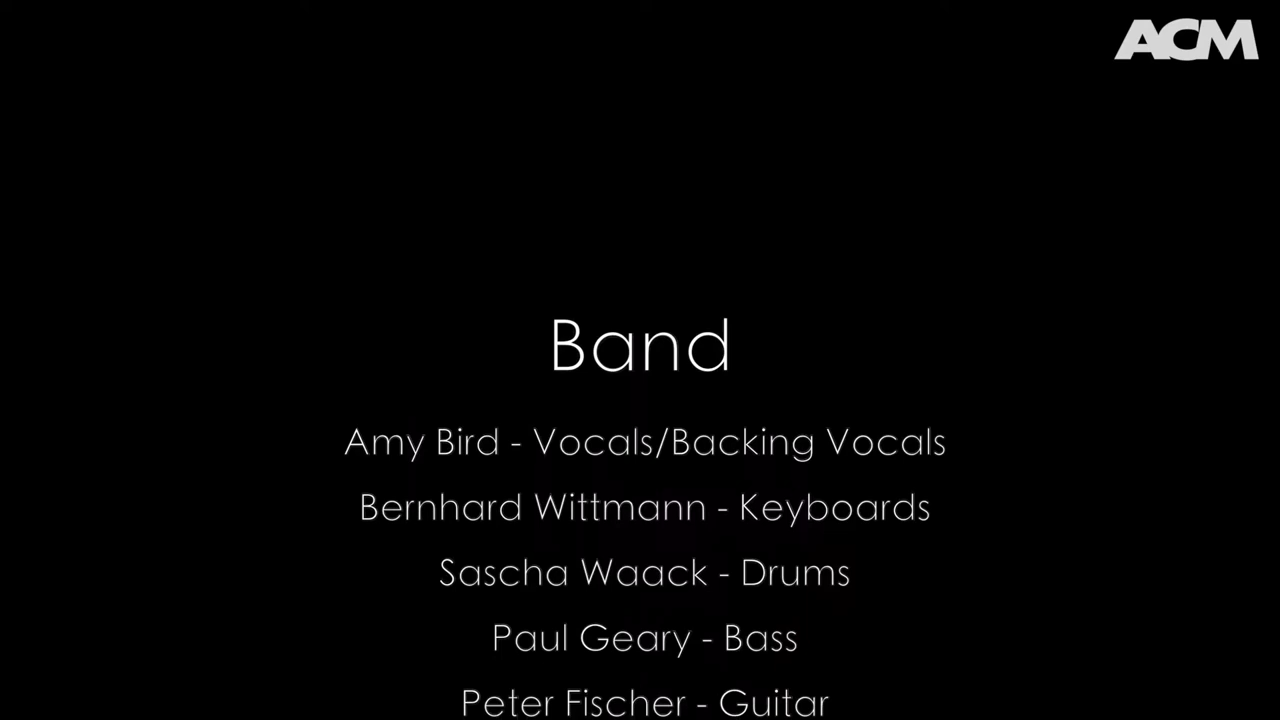 ACM
Band
Amy Bird - Vocals/Backing Vocals
Bernhard Wittmann - Keyboards
Sascha Waack - Drums
Paul Geary - Bass
Peter Fischer - Guitar